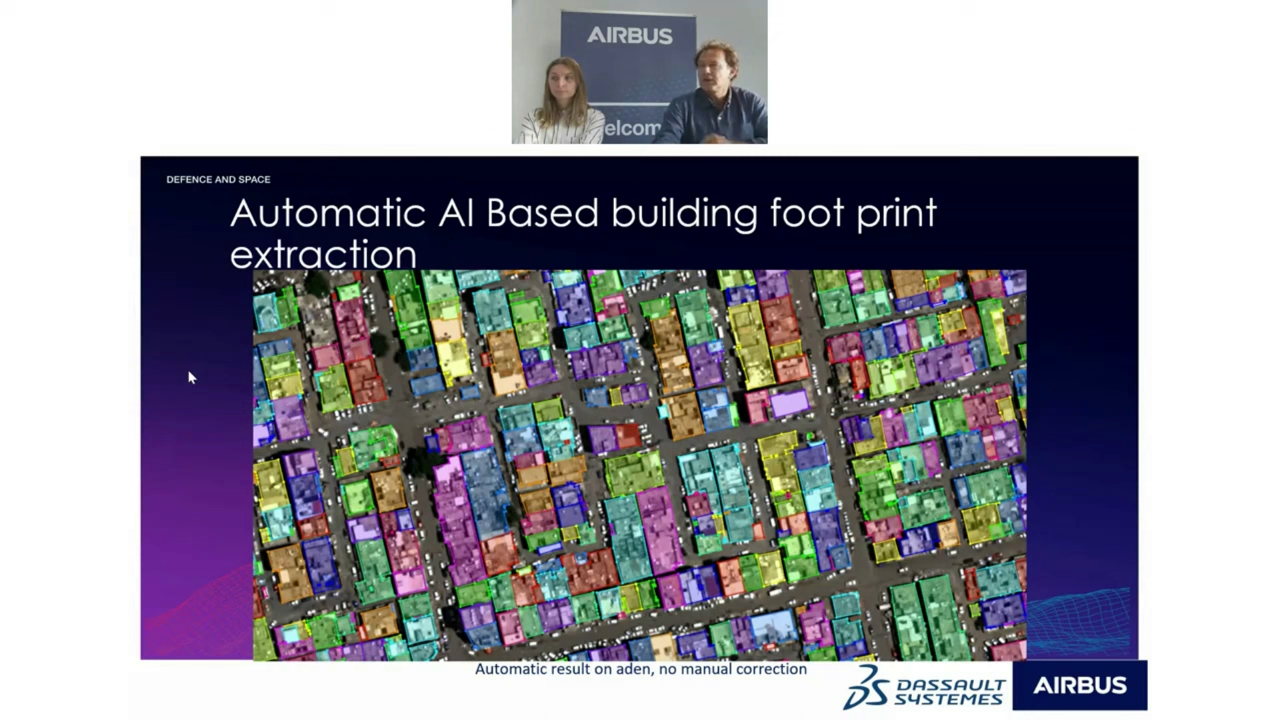 AIRBUS
elcom
DEFENCE AND SPACE
Automatic AI Based building foot print
extraction
Automatic result on aden, no manual correction
DASSAULT
SYSTEMES
AIRBUS